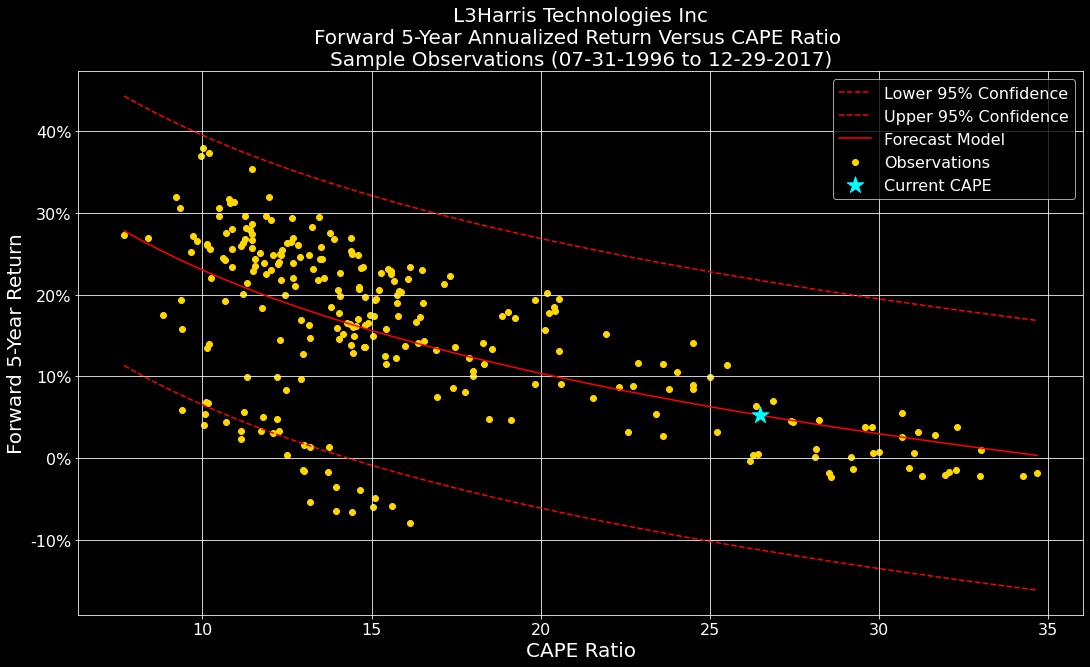 L3Harris Technologies Inc
Forward 5-Year Annualized Return Versus CAPE Ratio
Sample Observations (07-31-1996 to 12-29-2017)
Lower 95% Confidence
Upper 95% Confidence
Forecast Model
Observations
Current CAPE
Forward 5-Year Return
40%
30%
20%
10%
0%
-10%
10 15 20 25 30 35
CAPE Ratio